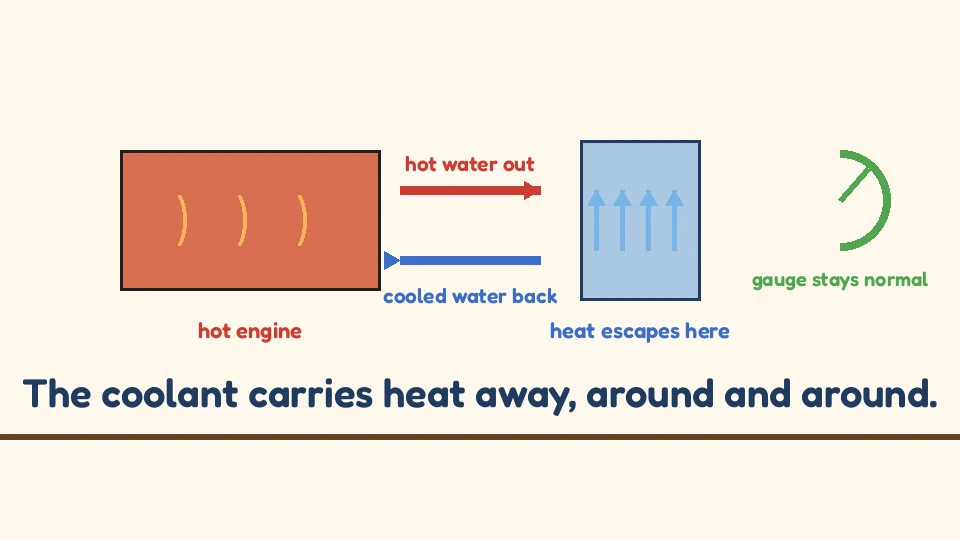 hot water out
cooled water back
gauge stays normal
hot engine
heat escapes here
The coolant carries heat away, around and around.